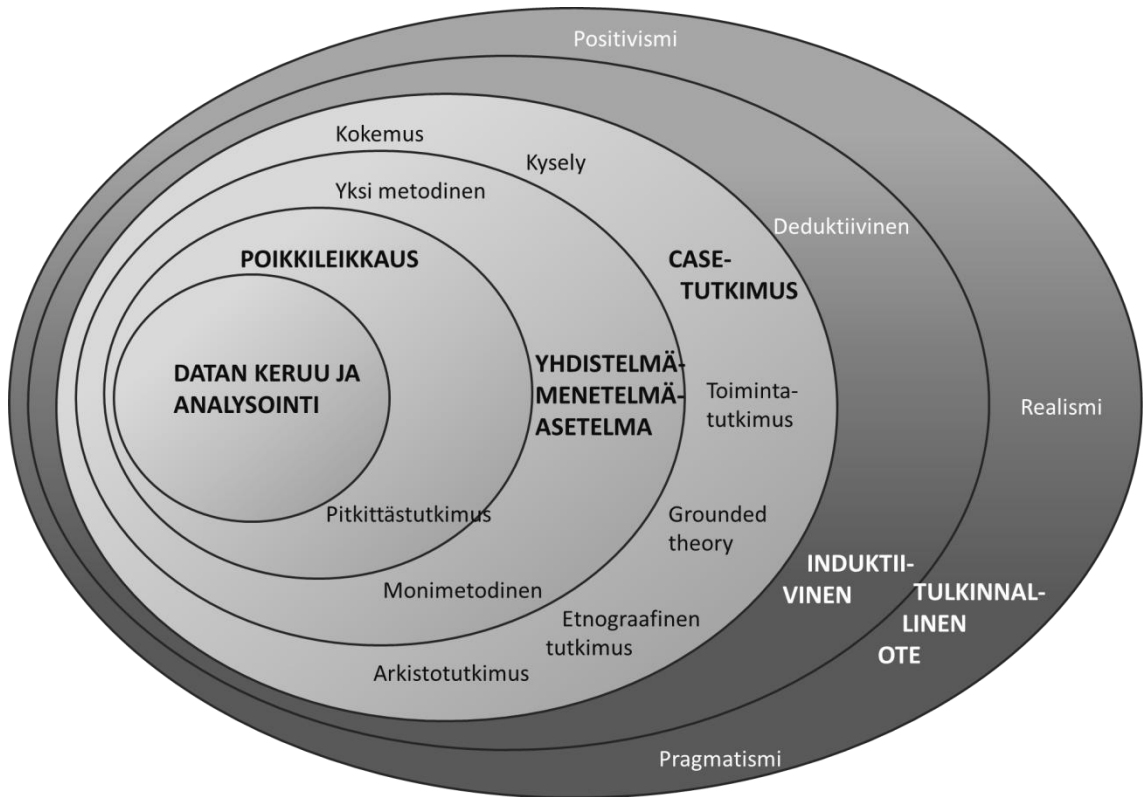 Positivismi
Kokemus
Kysely
Yksi metodinen
Deduktiivinen
POIKKILEIKKAUS
CASE-
TUTKIMUS
DATAN KERUU JA
ANALYSOINTI
YHDISTELMÄ-
MENETELMÄ-
ASETELMA
Toiminta-
tutkimus
Realismi
Pitkittästutkimus
Grounded
theory
INDUKTII-
VINEN
TULKINNAL-
LINEN
OTE
Monimetodinen
Etnograafinen
tutkimus
Arkistotutkimus
Pragmatismi